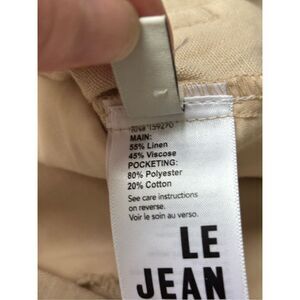 MAIN:
55% Linen
45% Viscose
POCKETING:
80% Polyester
20% Cotton
See care instructions
on reverse.
Voir le soin au verso.
LE
JEAN